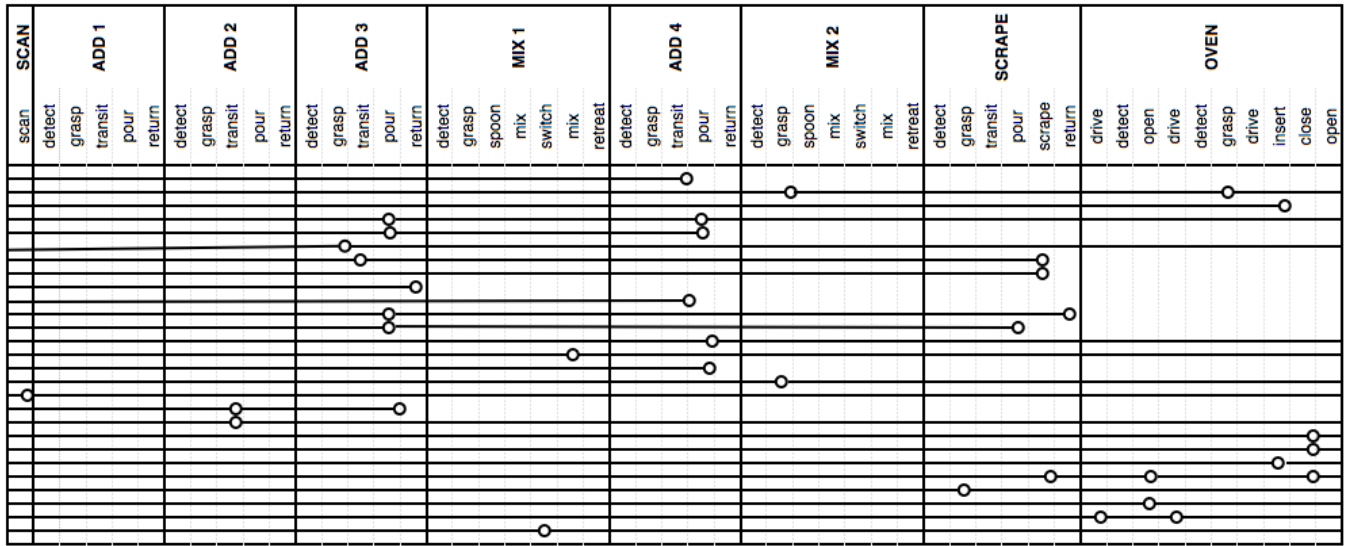 SCAN ADD 1 ADD 2 ADD 3 MIX 1 ADD 4 MIX 2 SCRAPE OVEN
scan detect grasp transit pour return detect grasp transit pour return detect grasp transit pour return detect grasp spoon mix switch mix retreat detect grasp transit pour return detect grasp spoon mix switch mix retreat detect grasp transit pour scrape return drive detect open drive detect grasp drive insert close open